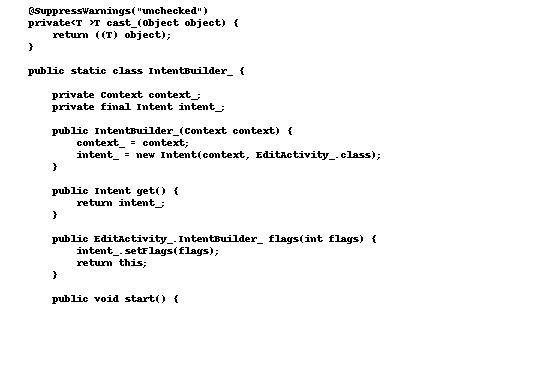 @SuppressWarnings("unchecked")
private<T >T cast_(Object object) {
return ((T) object);
}
public static class IntentBuilder_ {
private Context context_;
private final Intent intent_;
public IntentBuilder_(Context context) {
context_ = context;
intent_ = new Intent(context, EditActivity_.class);
}
public Intent get() {
return intent_;
}
public EditActivity_.IntentBuilder_ flags(int flags) {
intent_.setFlags(flags);
return this;
}
public void start() {